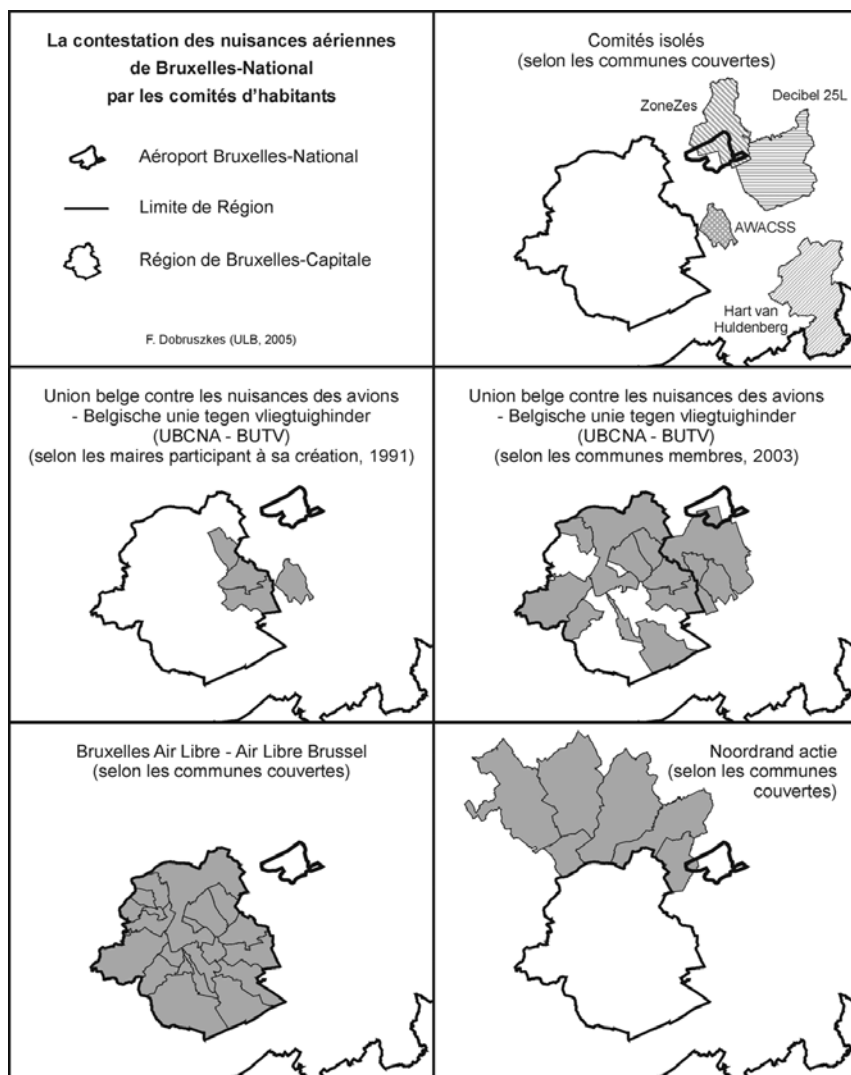 La contestation des nuisances aériennes
de Bruxelles-National
par les comités d'habitants
Aéroport Bruxelles-National
Limite de Région
Région de Bruxelles-Capitale
F. Dobruszkes (ULB, 2005)
Comités isolés
(selon les communes couvertes)
ZoneZes
Decibel 25L
AWACSS
Hart van
Huldenberg
Union belge contre les nuisances des avions
- Belgische unie tegen vliegtuighinder
(UBCNA - BUTV)
(selon les maires participant à sa création, 1991)
Union belge contre les nuisances des avions
- Belgische unie tegen vliegtuighinder
(UBCNA - BUTV)
(selon les communes membres, 2003)
Bruxelles Air Libre - Air Libre Brussel
(selon les communes couvertes)
Noordrand actie
(selon les communes
couvertes)